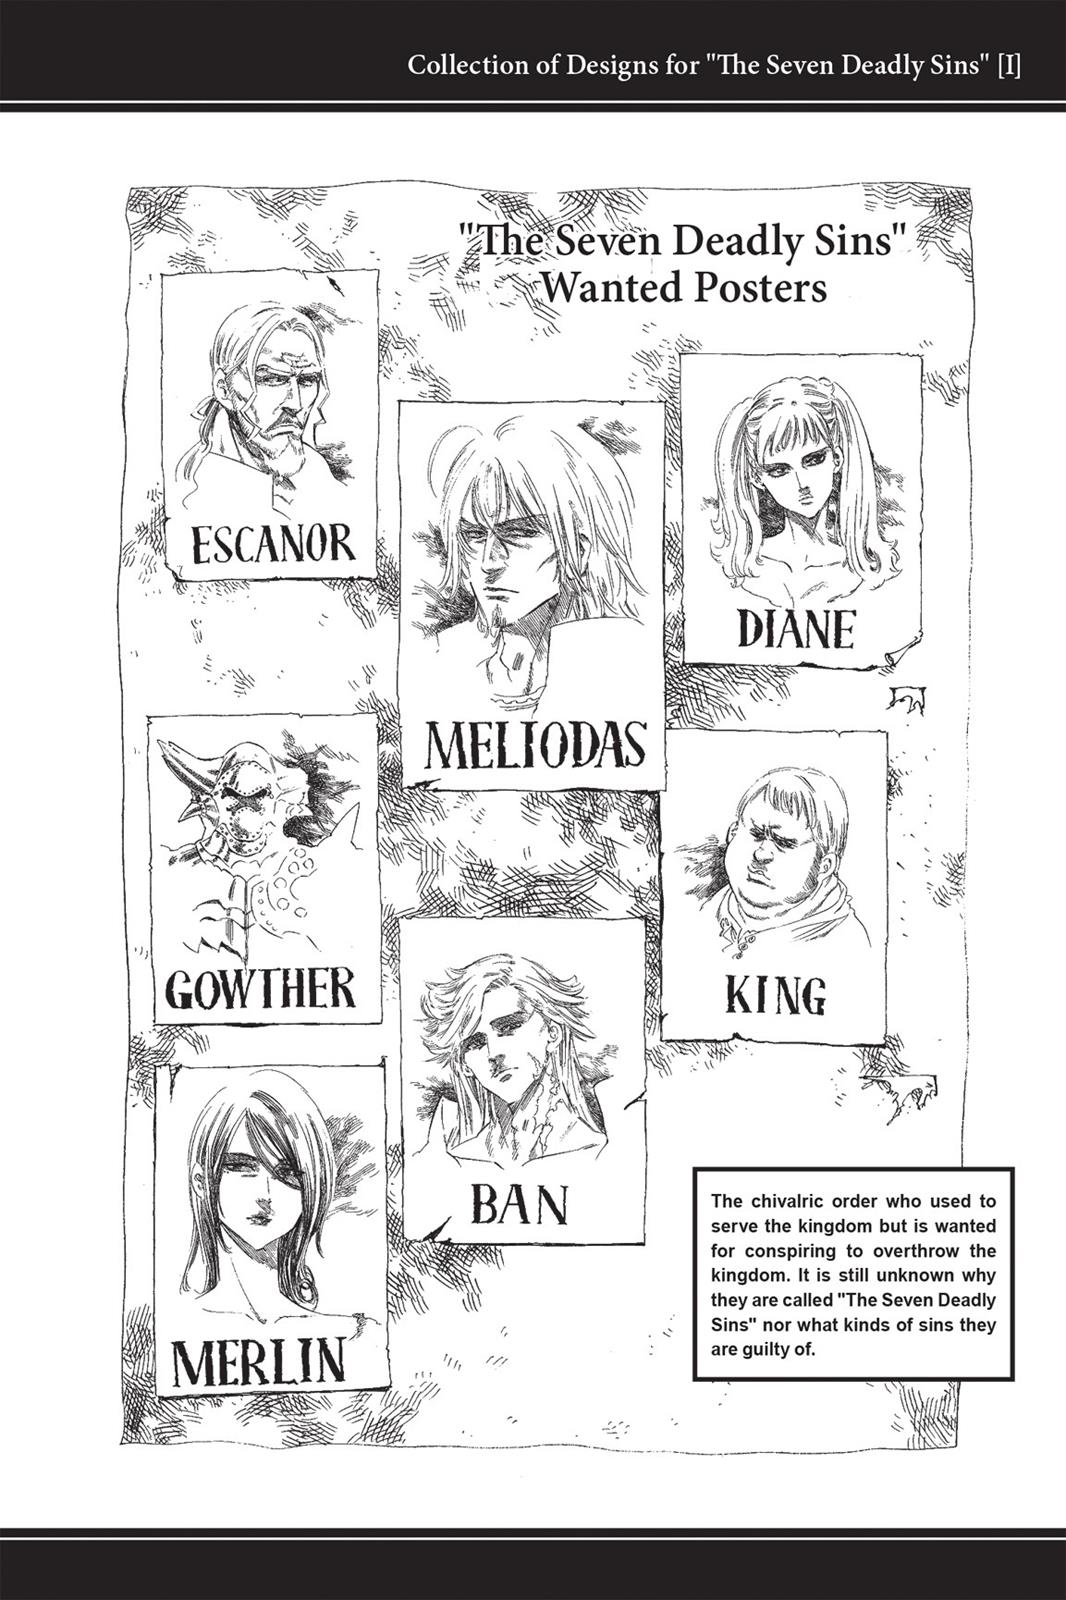 Collection of Designs for "The Seven Deadly Sins" [I]
"The Seven Deadly Sins"
Wanted Posters
ESCANOR
DIANE
MELIODAS
GOWTHER
KING
BAN
MERLIN
The chivalric order who used to
serve the kingdom but is wanted
for conspiring to overthrow the
kingdom. It is still unknown why
they are called "The Seven Deadly
Sins" nor what kinds of sins they
are guilty of.